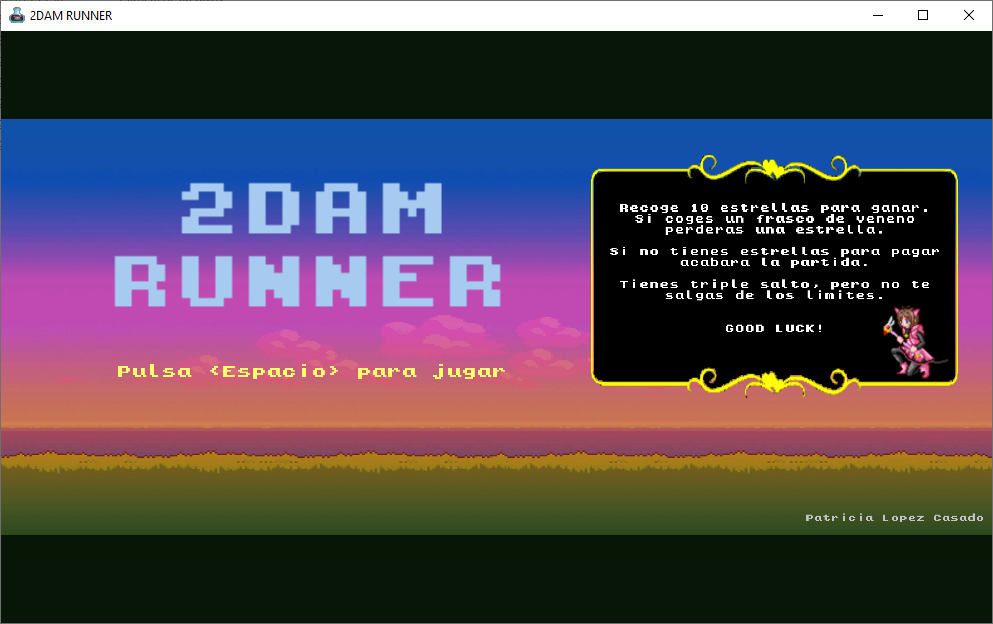 2DAM RUNNER
2DAM
RUNNER
Pulsa <Espacio> para jugar
Recoge 10 estrellas para ganar.
Si coges un frasco de veneno
perderas una estrella.
Si no tienes estrellas para pagar
acabara la partida.
Tienes triple salto, pero no te
salgas de los limites.
GOOD LUCK!
Patricia Lopez Casado